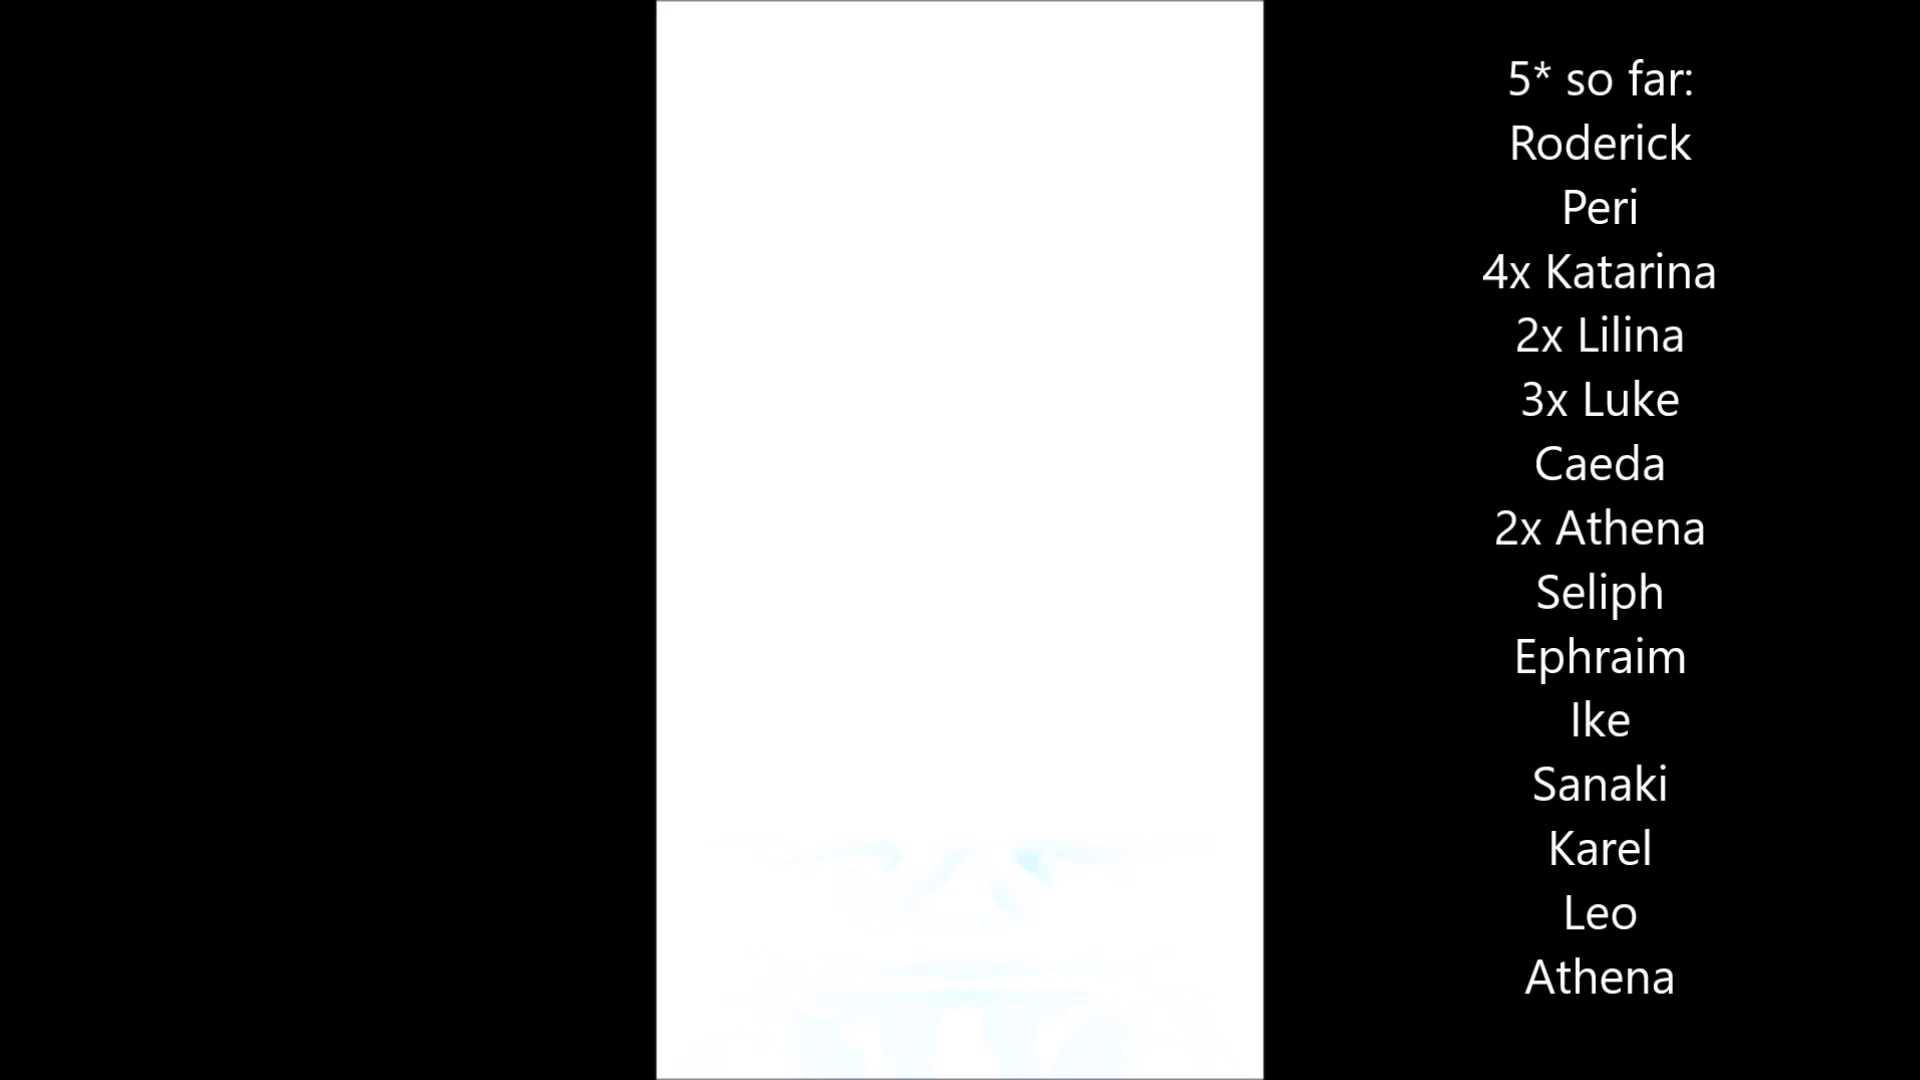 5* so far:
Roderick
Peri
4x Katarina
2x Lilina
3x Luke
Caeda
2x Athena
Seliph
Ephraim
Ike
Sanaki
Karel
Leo
Athena